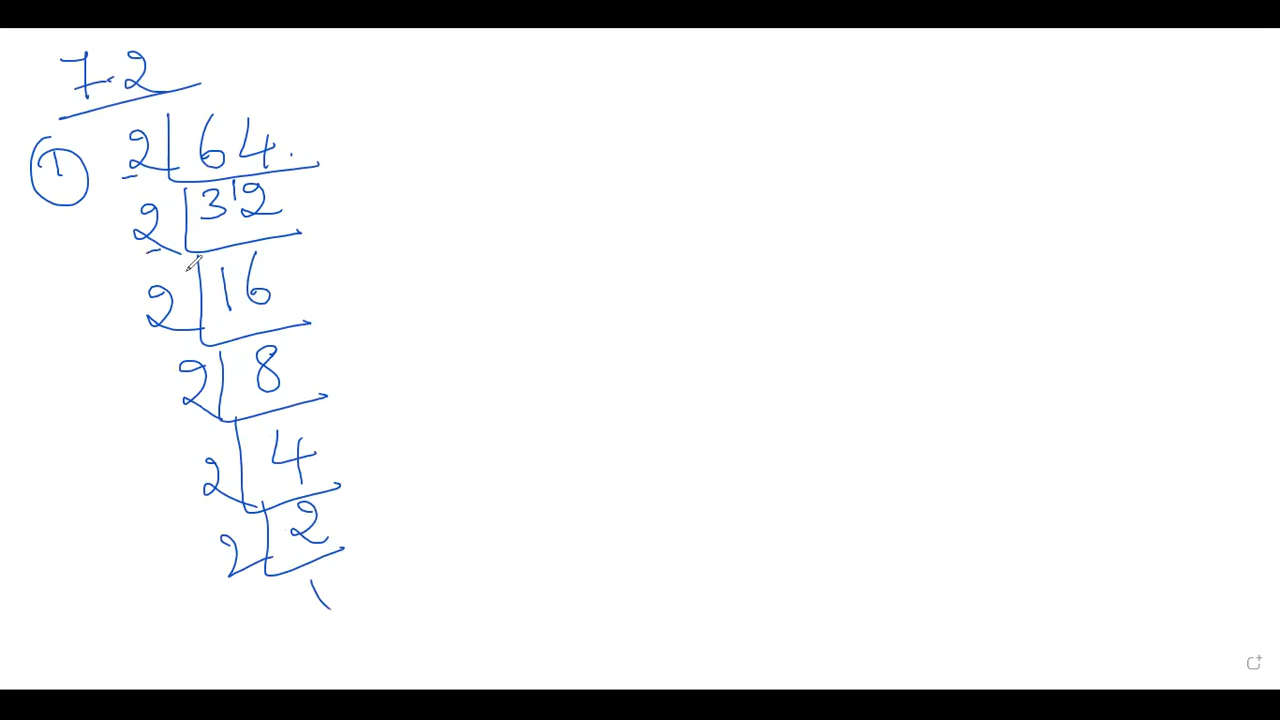 7.2
① 2 | 64.
2 | 32
2 | 16
2 | 8
2 | 4
2 | 2
1